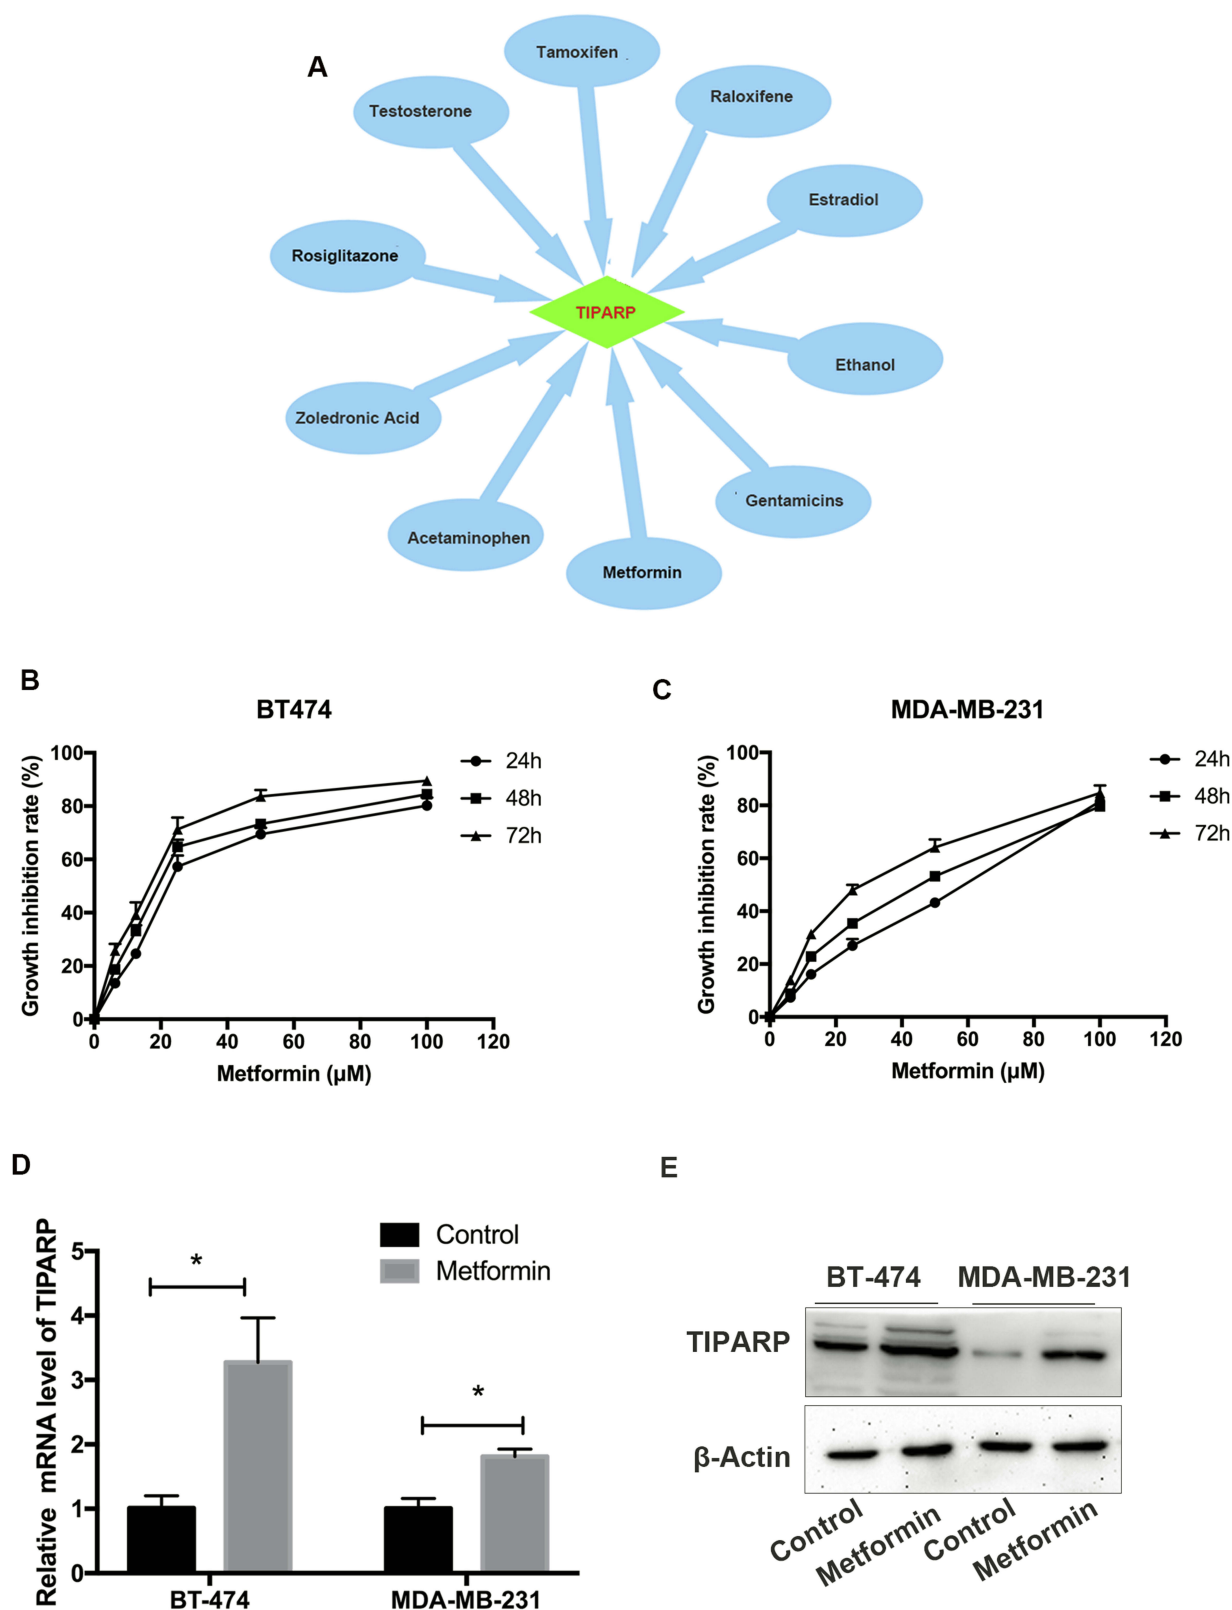 A
Tamoxifen
Testosterone
Raloxifene
Estradiol
Rosiglitazone
TIPARP
Ethanol
Zoledronic Acid
Gentamicins
Acetaminophen
Metformin
B
BT474
Growth inhibition rate (%)
100
80
60
40
20
0
0 20 40 60 80 100 120
Metformin (μM)
24h
48h
72h
C
MDA-MB-231
Growth inhibition rate (%)
100
80
60
40
20
0
0 20 40 60 80 100 120
Metformin (μM)
24h
48h
72h
D
Relative mRNA level of TIPARP
5
4
3
2
1
0
*
*
Control
Metformin
BT-474 MDA-MB-231
E
BT-474 MDA-MB-231
TIPARP
β-Actin
Control Metformin Control Metformin